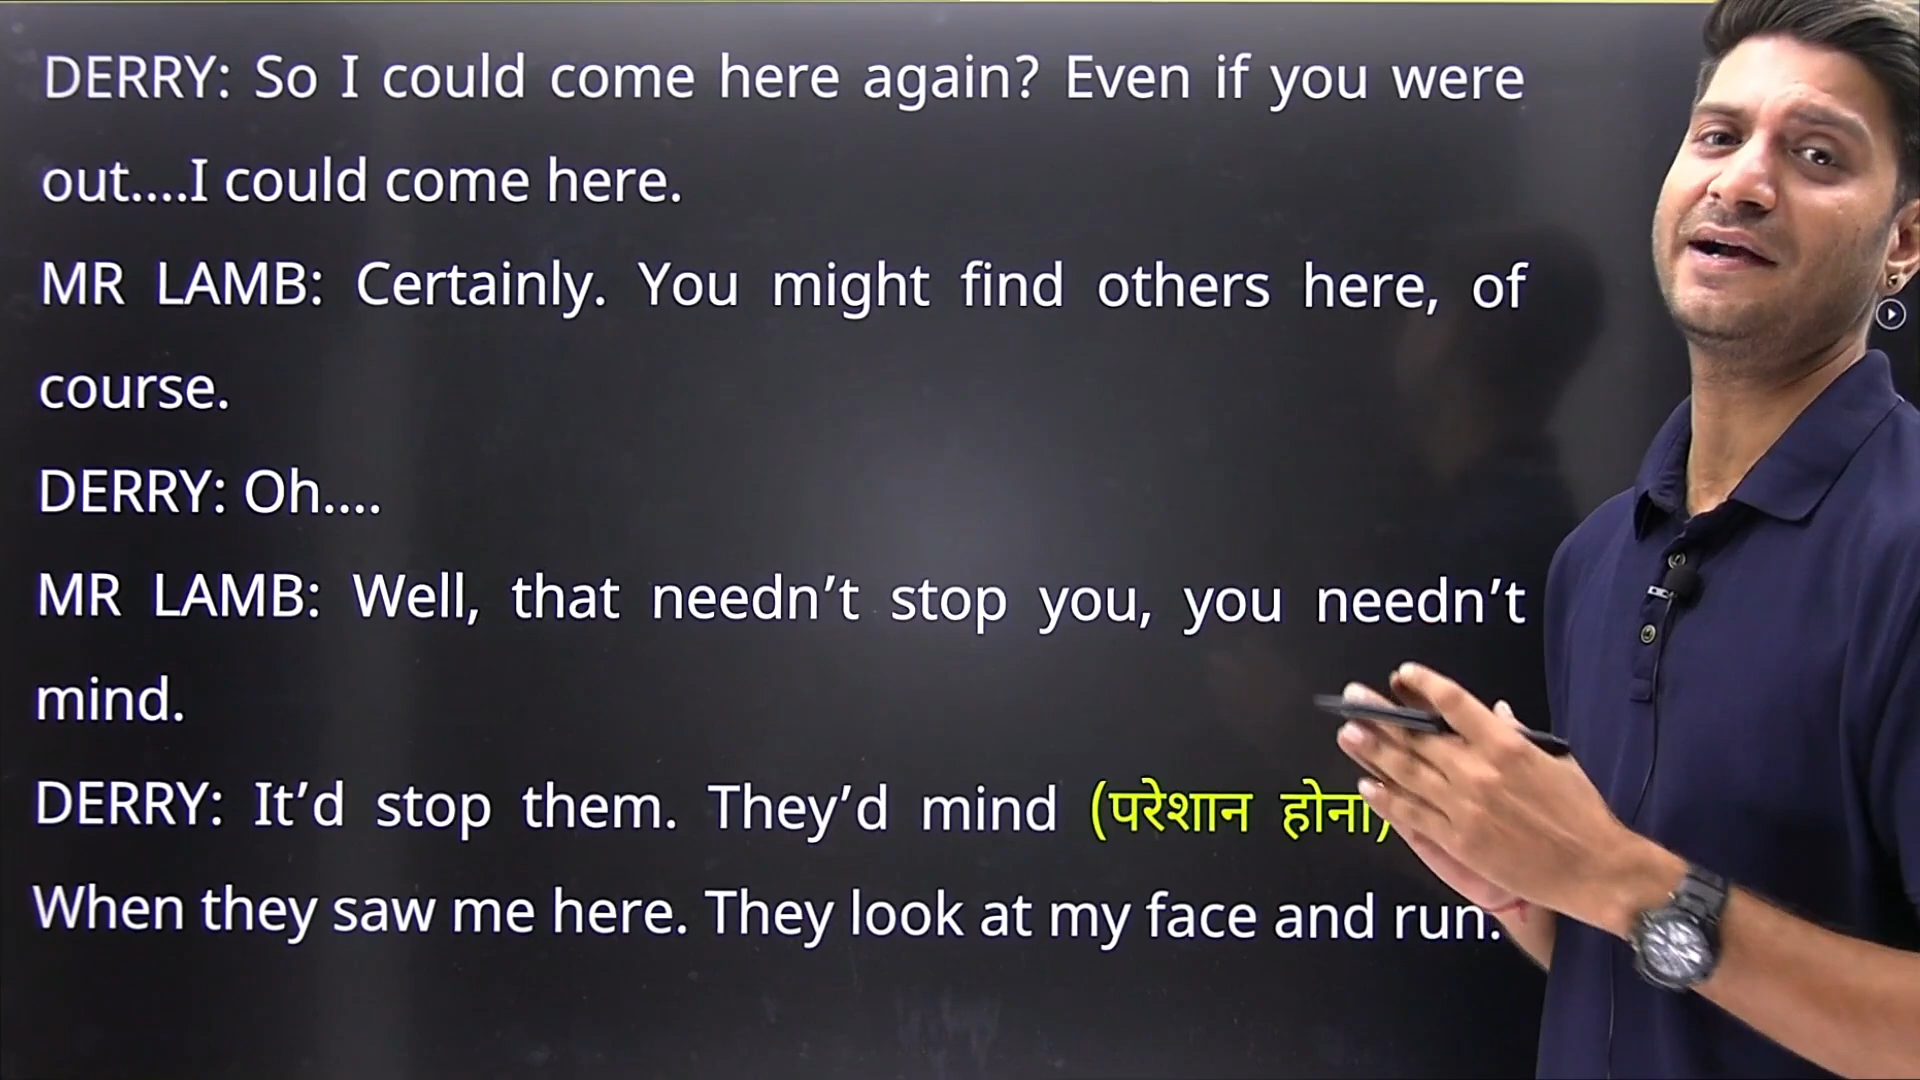 DERRY: So I could come here again? Even if you were
out....I could come here.
MR LAMB: Certainly. You might find others here, of
course.
DERRY: Oh....
MR LAMB: Well, that needn’t stop you, you needn’t
mind.
DERRY: It’d stop them. They’d mind (परेशान होना)
When they saw me here. They look at my face and run.